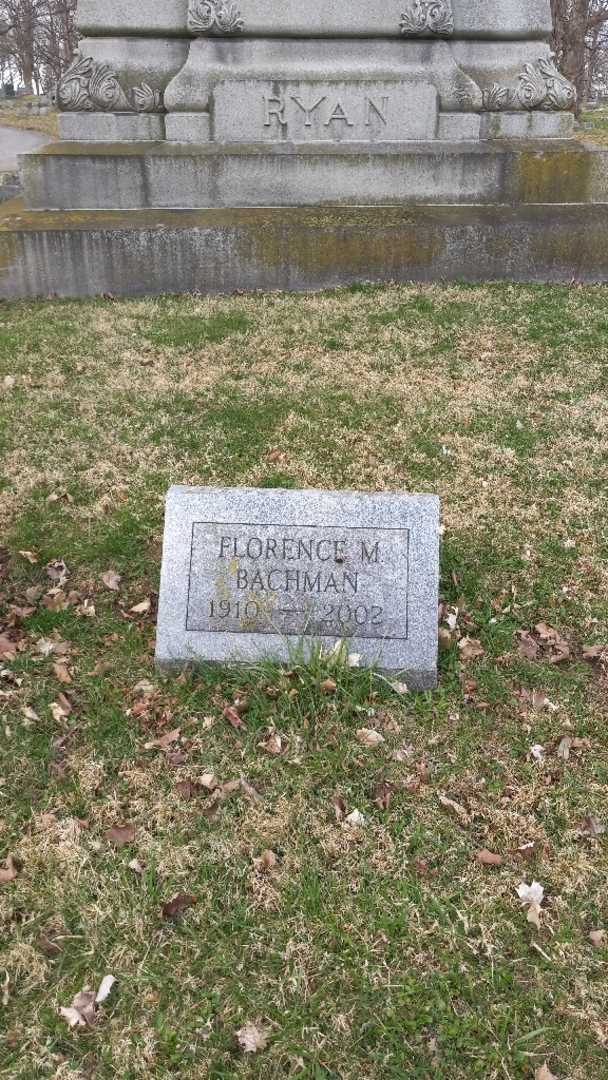 RYAN
FLORENCE M.
BACHMAN
1910 — 2002